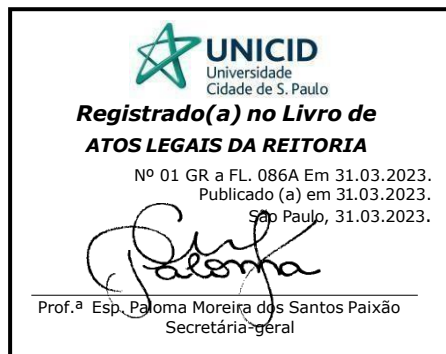 UNICID
Universidade
Cidade de S. Paulo
Registrado(a) no Livro de
ATOS LEGAIS DA REITORIA
Nº 01 GR a FL. 086A Em 31.03.2023.
Publicado (a) em 31.03.2023.
São Paulo, 31.03.2023.
Paloma
Prof.ª Esp. Paloma Moreira dos Santos Paixão
Secretária-geral